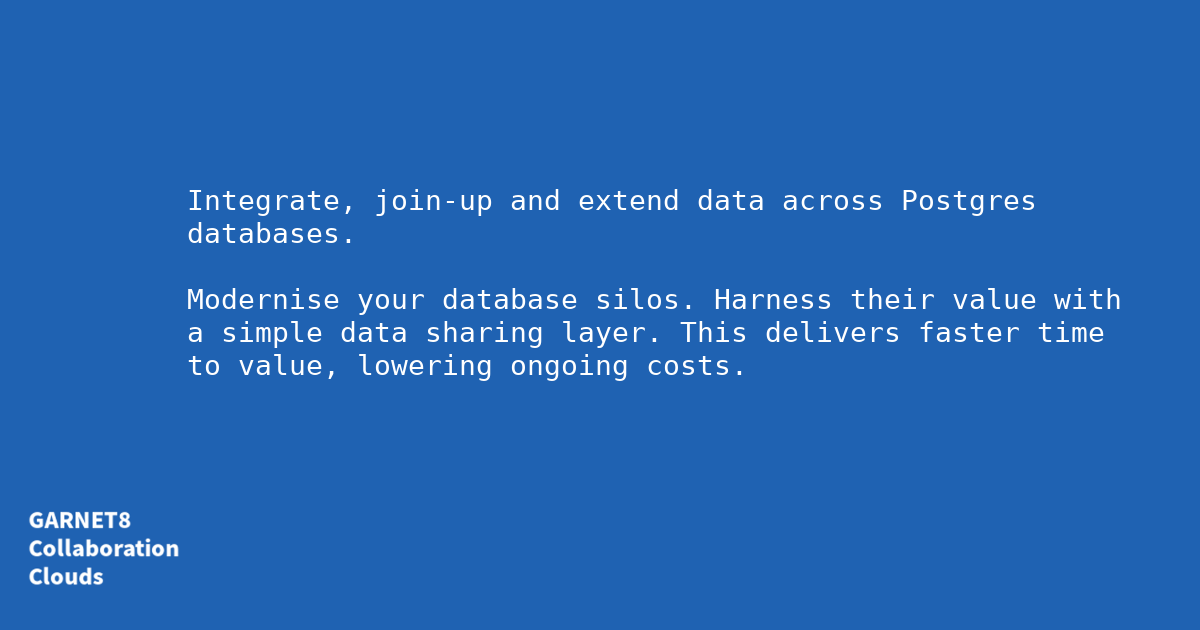 Integrate, join-up and extend data across Postgres
databases.
Modernise your database silos. Harness their value with
a simple data sharing layer. This delivers faster time
to value, lowering ongoing costs.
GARNET8
Collaboration
Clouds